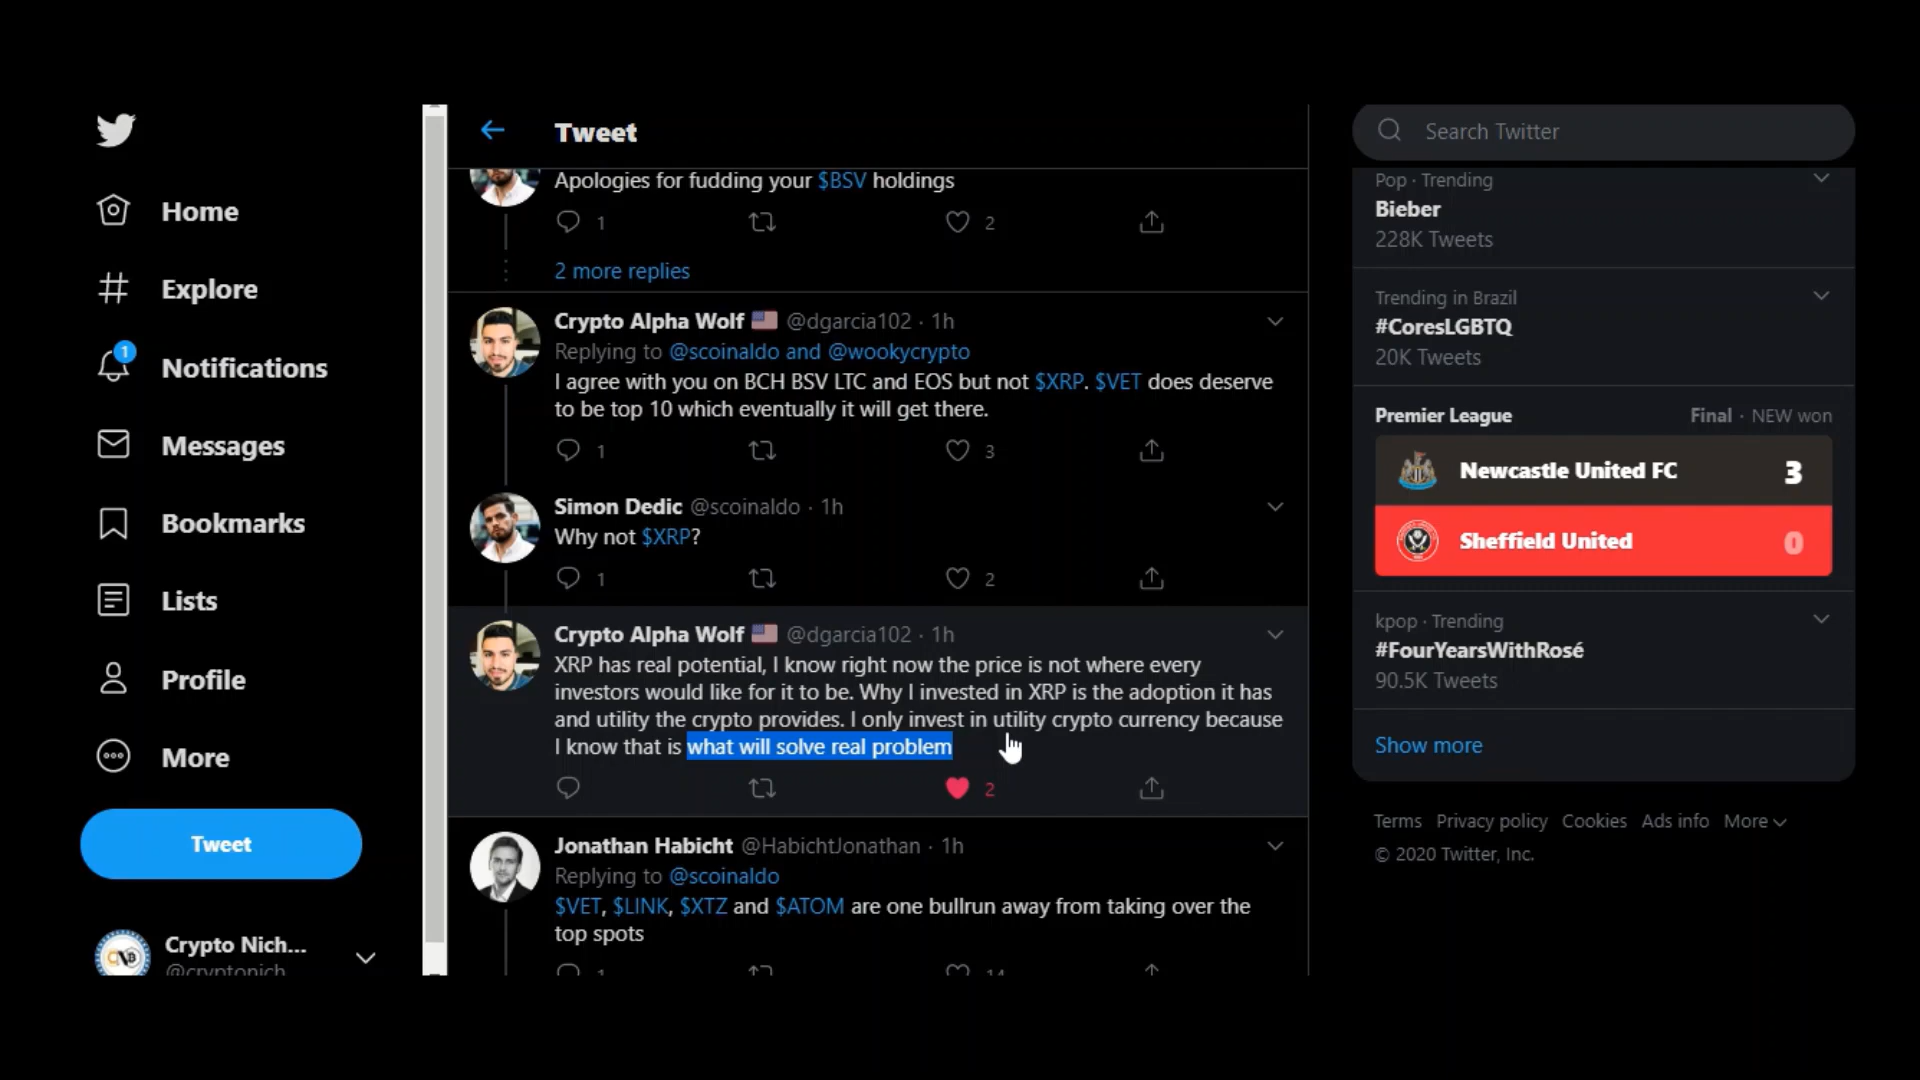 Home
Explore
1
Notifications
Messages
Bookmarks
Lists
Profile
More
Tweet
Crypto Nich...
@cryptonich
Tweet
Apologies for fudding your $BSV holdings
1 2
2 more replies
Crypto Alpha Wolf @dgarcia102 · 1h
Replying to @scoinaldo and @wookycrypto
I agree with you on BCH BSV LTC and EOS but not $XRP. $VET does deserve
to be top 10 which eventually it will get there.
1 3
Simon Dedic @scoinaldo · 1h
Why not $XRP?
1 2
Crypto Alpha Wolf @dgarcia102 · 1h
XRP has real potential, I know right now the price is not where every
investors would like for it to be. Why I invested in XRP is the adoption it has
and utility the crypto provides. I only invest in utility crypto currency because
I know that is what will solve real problem
2
Jonathan Habicht @HabichtJonathan · 1h
Replying to @scoinaldo
$VET, $LINK, $XTZ and $ATOM are one bullrun away from taking over the
top spots
1 14
Search Twitter
Pop · Trending
Bieber
228K Tweets
Trending in Brazil
#CoresLGBTQ
20K Tweets
Premier League Final · NEW won
Newcastle United FC 3
Sheffield United 0
kpop · Trending
#FourYearsWithRosé
90.5K Tweets
Show more
Terms Privacy policy Cookies Ads info More
© 2020 Twitter, Inc.